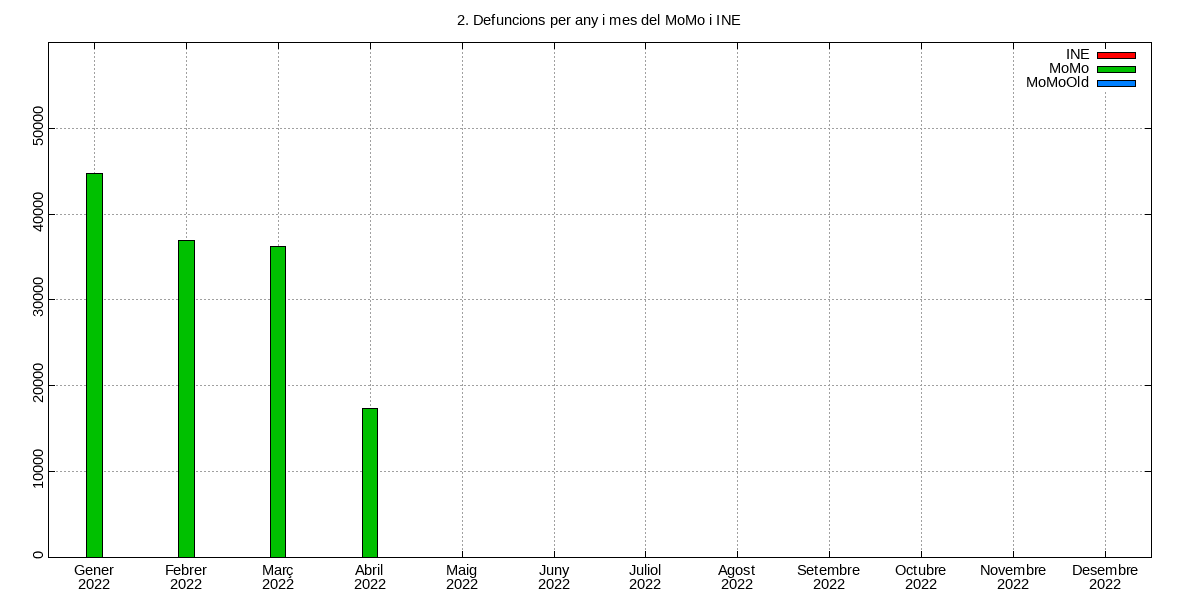 2. Defuncions per any i mes del MoMo i INE
INE
MoMo
MoMoOld
50000
40000
30000
20000
10000
0
Gener Febrer Març Abril Maig Juny Juliol Agost Setembre Octubre Novembre Desembre
2022 2022 2022 2022 2022 2022 2022 2022 2022 2022 2022 2022